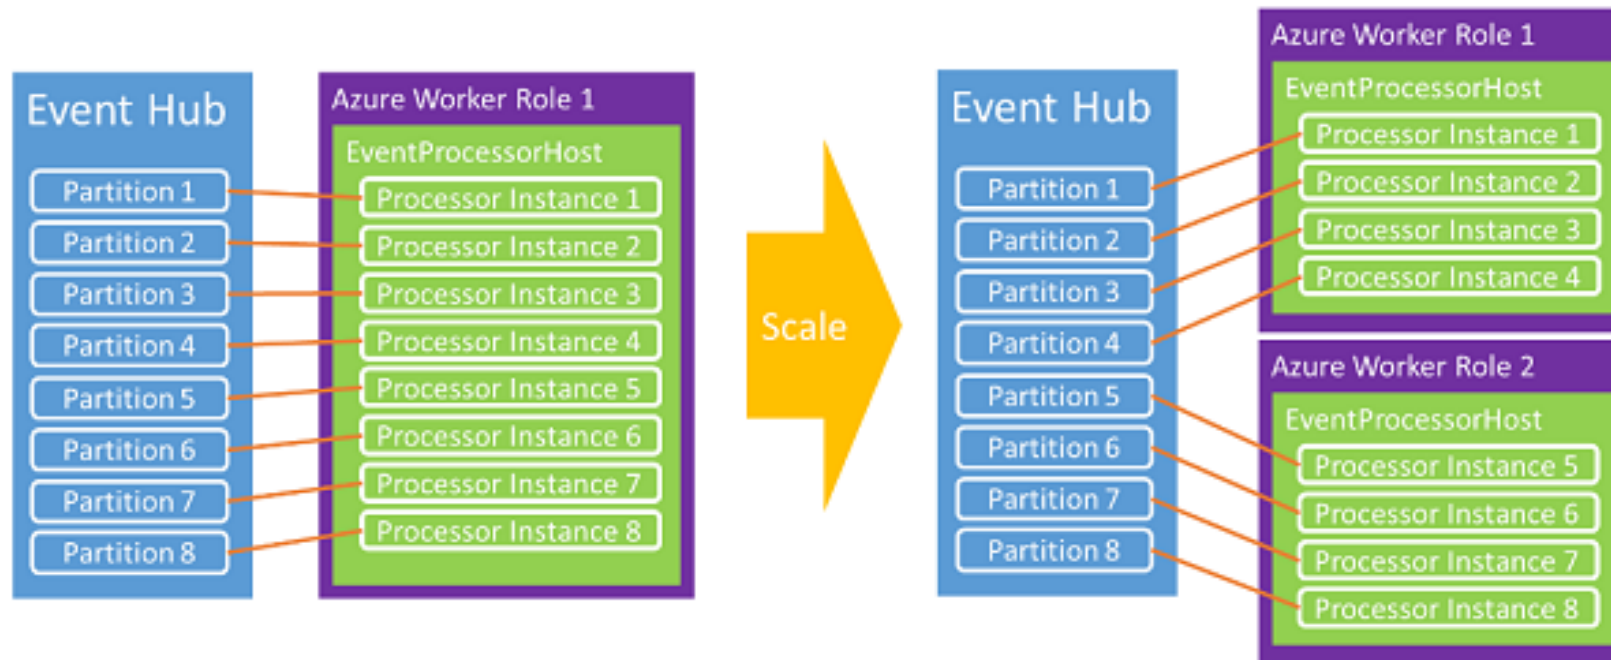 Event Hub
Partition 1
Partition 2
Partition 3
Partition 4
Partition 5
Partition 6
Partition 7
Partition 8
Azure Worker Role 1
EventProcessorHost
Processor Instance 1
Processor Instance 2
Processor Instance 3
Processor Instance 4
Processor Instance 5
Processor Instance 6
Processor Instance 7
Processor Instance 8
Scale
Event Hub
Partition 1
Partition 2
Partition 3
Partition 4
Partition 5
Partition 6
Partition 7
Partition 8
Azure Worker Role 1
EventProcessorHost
Processor Instance 1
Processor Instance 2
Processor Instance 3
Processor Instance 4
Azure Worker Role 2
EventProcessorHost
Processor Instance 5
Processor Instance 6
Processor Instance 7
Processor Instance 8